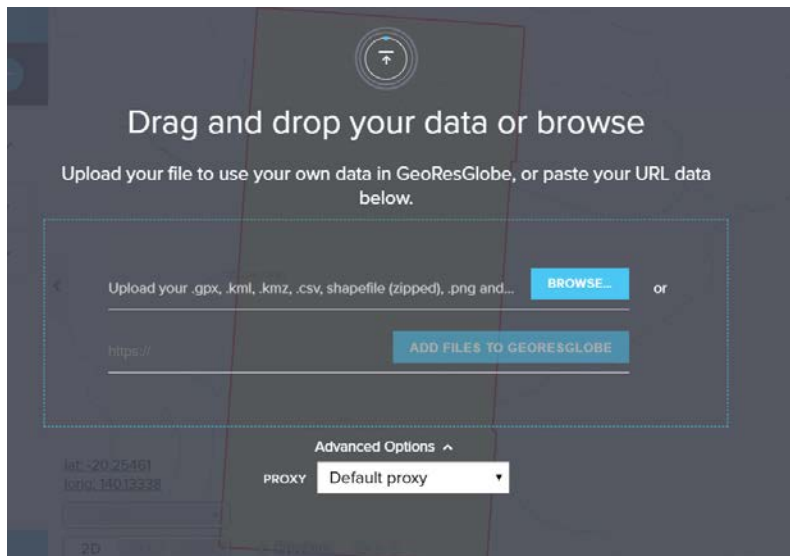 Drag and drop your data or browse
Upload your file to use your own data in GeoResGlobe, or paste your URL data
below.
Upload your .gpx, .kml, .kmz, .csv, shapefile (zipped), .png and...
BROWSE...
or
https://
ADD FILES TO GEORESGLOBE
Advanced Options
PROXY
Default proxy
lat: -20.25461
long: 140.13338
2D